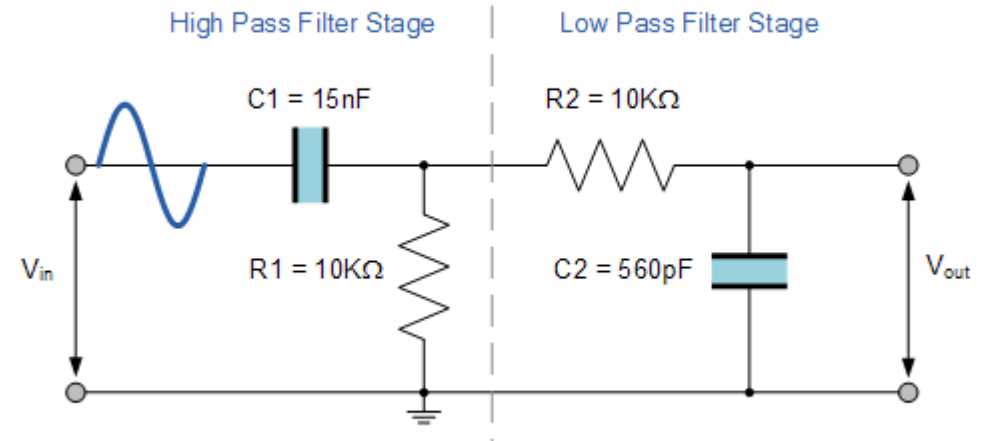 High Pass Filter Stage
Low Pass Filter Stage
C1 = 15nF
R2 = 10KΩ
Vin
R1 = 10KΩ
C2 = 560pF
Vout